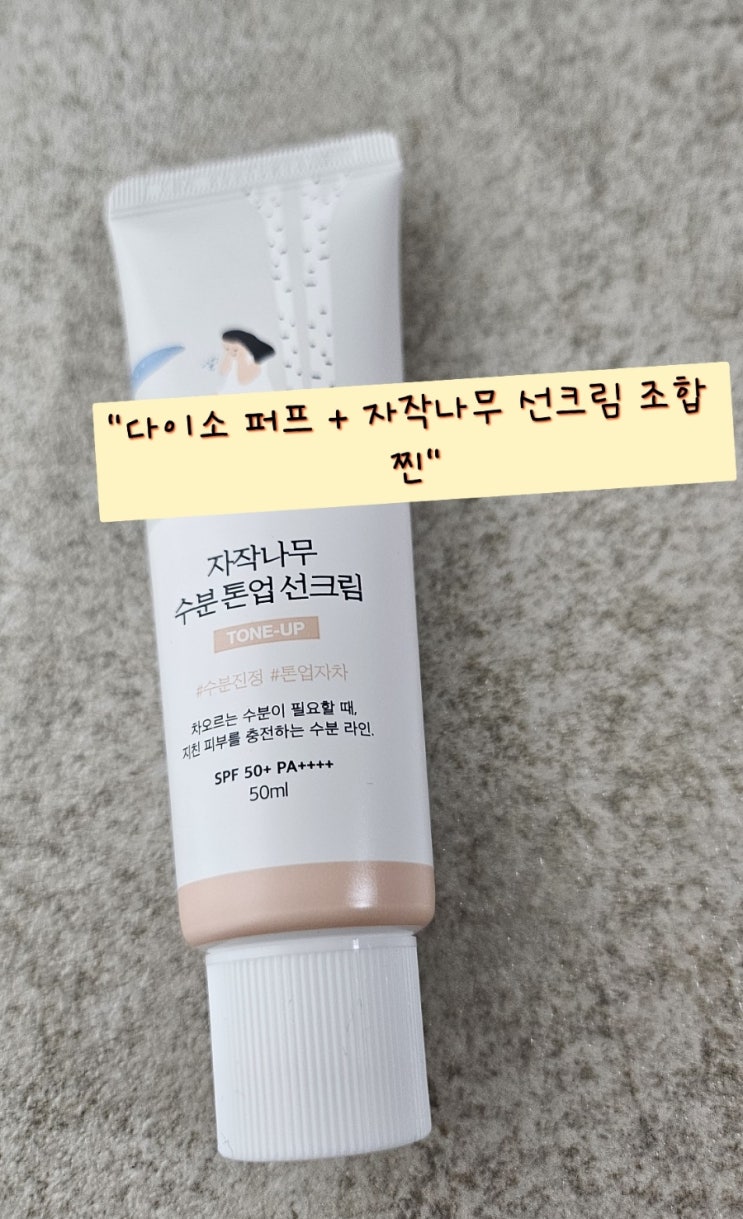 "다이소 퍼프 + 자작나무 선크림 조합
찐"
자작나무
수분 톤업 선크림
TONE-UP
#수분진정 #톤업자차
차오르는 수분이 필요할 때,
지친 피부를 충전하는 수분 라인.
SPF 50+ PA++++
50ml